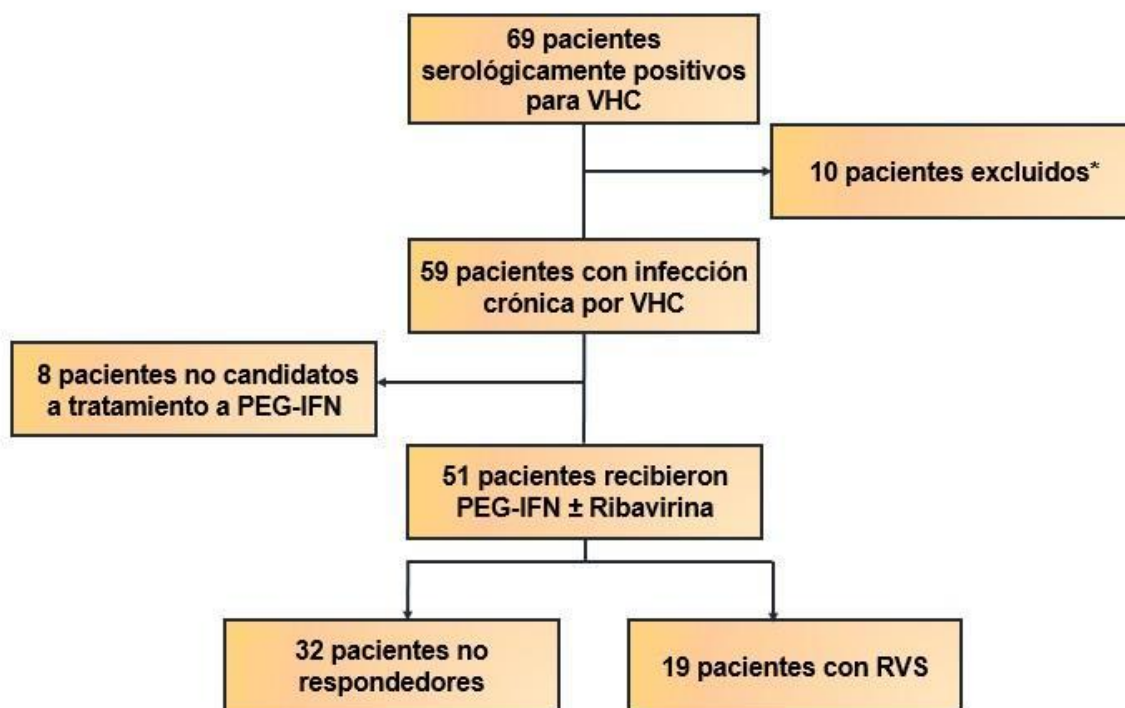 69 pacientes
serológicamente positivos
para VHC
10 pacientes excluidos*
59 pacientes con infección
crónica por VHC
8 pacientes no candidatos
a tratamiento a PEG-IFN
51 pacientes recibieron
PEG-IFN ± Ribavirina
32 pacientes no
respondedores
19 pacientes con RVS